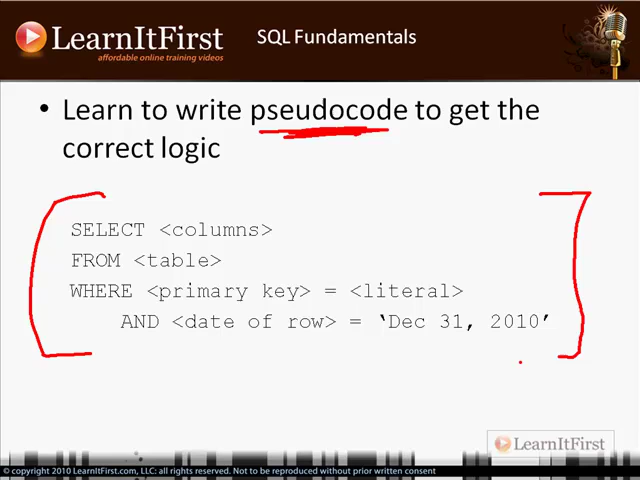 LearnItFirst
affordable online training videos
SQL Fundamentals
• Learn to write pseudocode to get the
correct logic
SELECT <columns>
FROM <table>
WHERE <primary key> = <literal>
AND <date of row> = ‘Dec 31, 2010’
LearnItFirst
© copyright 2010 LearnItFirst.com, LLC: all rights reserved. Not to be reproduced without prior written consent